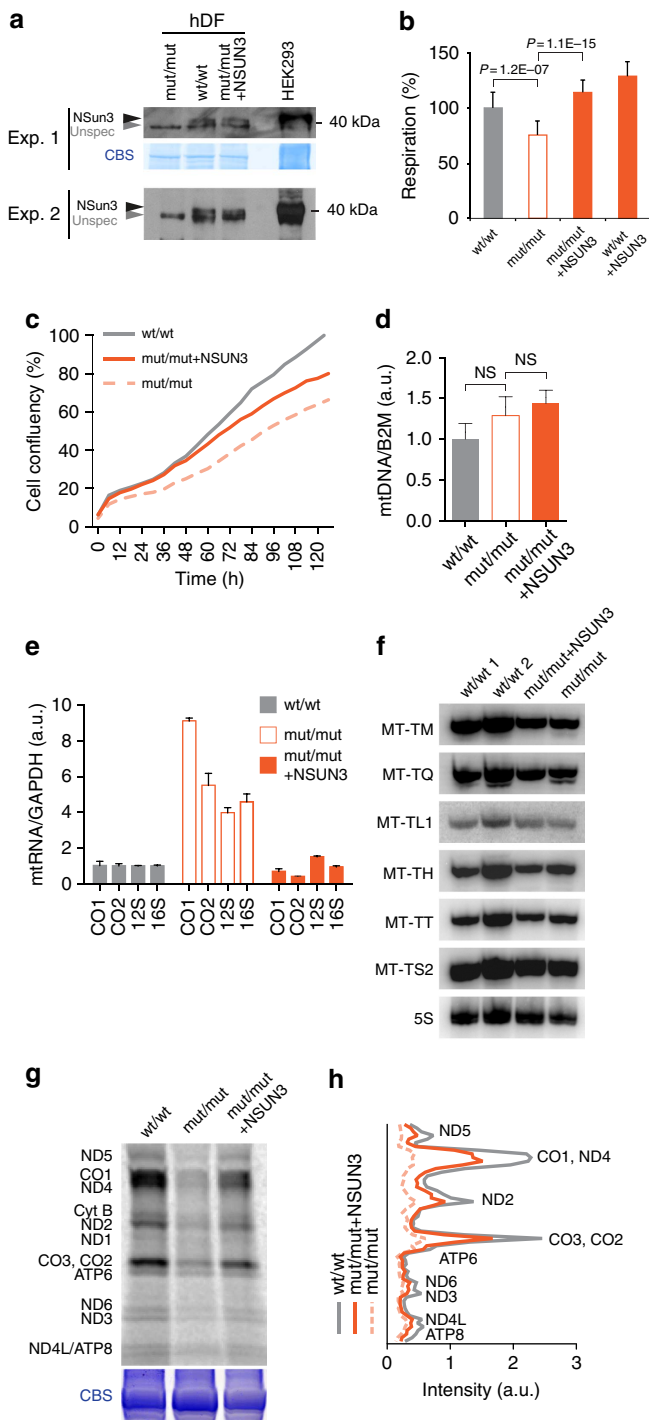 a
hDF
mut/mut
wt/wt
mut/mut
+NSUN3
HEK293
Exp. 1
NSun3
Unspec
40 kDa
CBS
Exp. 2
NSun3
Unspec
40 kDa
b
P = 1.1E–15
P = 1.2E–07
Respiration (%)
150
100
50
0
wt/wt
mut/mut
mut/mut
+NSUN3
wt/wt
+NSUN3
c
Cell confluency (%)
100
80
60
40
20
0
wt/wt
mut/mut+NSUN3
mut/mut
0
12
24
36
48
60
72
84
96
108
120
Time (h)
d
mtDNA/B2M (a.u.)
2.0
1.5
1.0
0.5
0.0
NS
NS
wt/wt
mut/mut
mut/mut
+NSUN3
e
mtRNA/GAPDH (a.u.)
10
8
6
4
2
0
wt/wt
mut/mut
mut/mut
+NSUN3
CO1
CO2
12S
16S
CO1
CO2
12S
16S
CO1
CO2
12S
16S
f
wt/wt 1
wt/wt 2
mut/mut+NSUN3
mut/mut
MT-TM
MT-TQ
MT-TL1
MT-TH
MT-TT
MT-TS2
5S
g
wt/wt
mut/mut
mut/mut
+NSUN3
ND5
CO1
ND4
Cyt B
ND2
ND1
CO3, CO2
ATP6
ND6
ND3
ND4L/ATP8
CBS
h
wt/wt
mut/mut+NSUN3
mut/mut
ND5
CO1, ND4
ND2
CO3, CO2
ATP6
ND6
ND3
ND4L
ATP8
0
1
2
3
Intensity (a.u.)